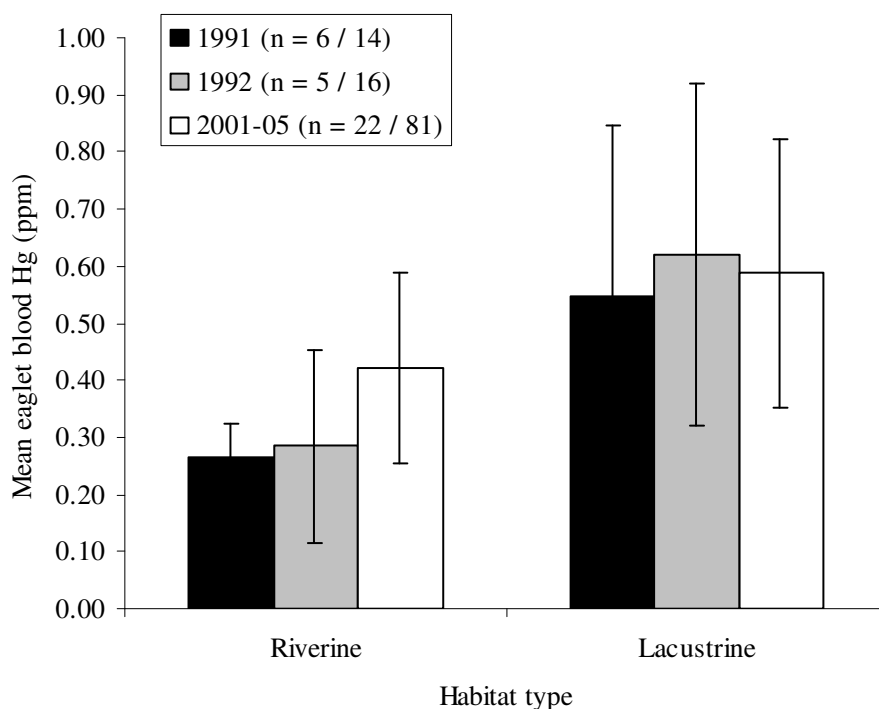 1991 (n = 6 / 14)
1992 (n = 5 / 16)
2001-05 (n = 22 / 81)
Mean eaglet blood Hg (ppm)
1.00
0.90
0.80
0.70
0.60
0.50
0.40
0.30
0.20
0.10
0.00
Riverine
Lacustrine
Habitat type